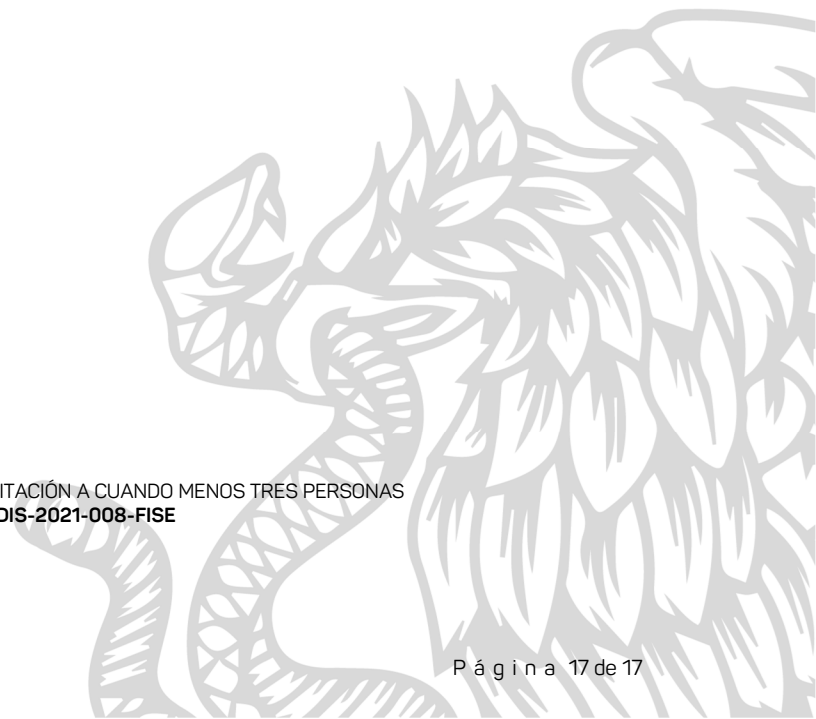 ITACIÓN A CUANDO MENOS TRES PERSONAS
DIS-2021-008-FISE
P á g i n a 17 de 17